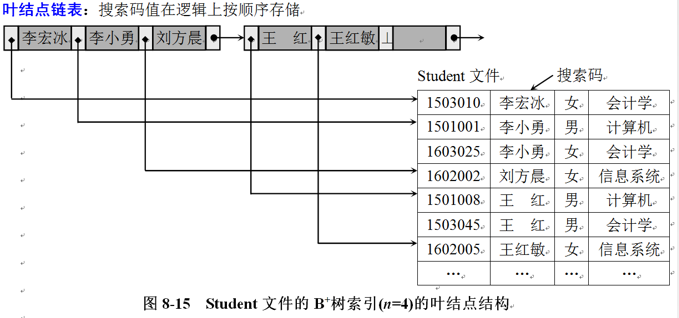 叶结点链表：搜索码值在逻辑上按顺序存储
李宏冰 李小勇 刘方晨 王 红 王红敏 ⊥
Student 文件 搜索码
1503010 李宏冰 女 会计学
1501001 李小勇 男 计算机
1603025 李小勇 女 会计学
1602002 刘方晨 女 信息系统
1501008 王 红 男 计算机
1503045 王 红 男 会计学
1602005 王红敏 女 信息系统
… … … …
图 8-15 Student 文件的 B+树索引(n=4)的叶结点结构